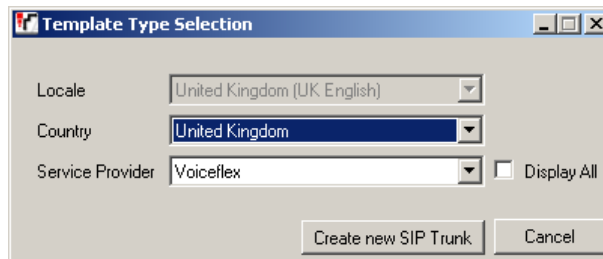 Template Type Selection
Locale United Kingdom (UK English)
Country United Kingdom
Service Provider Voiceflex Display All
Create new SIP Trunk Cancel